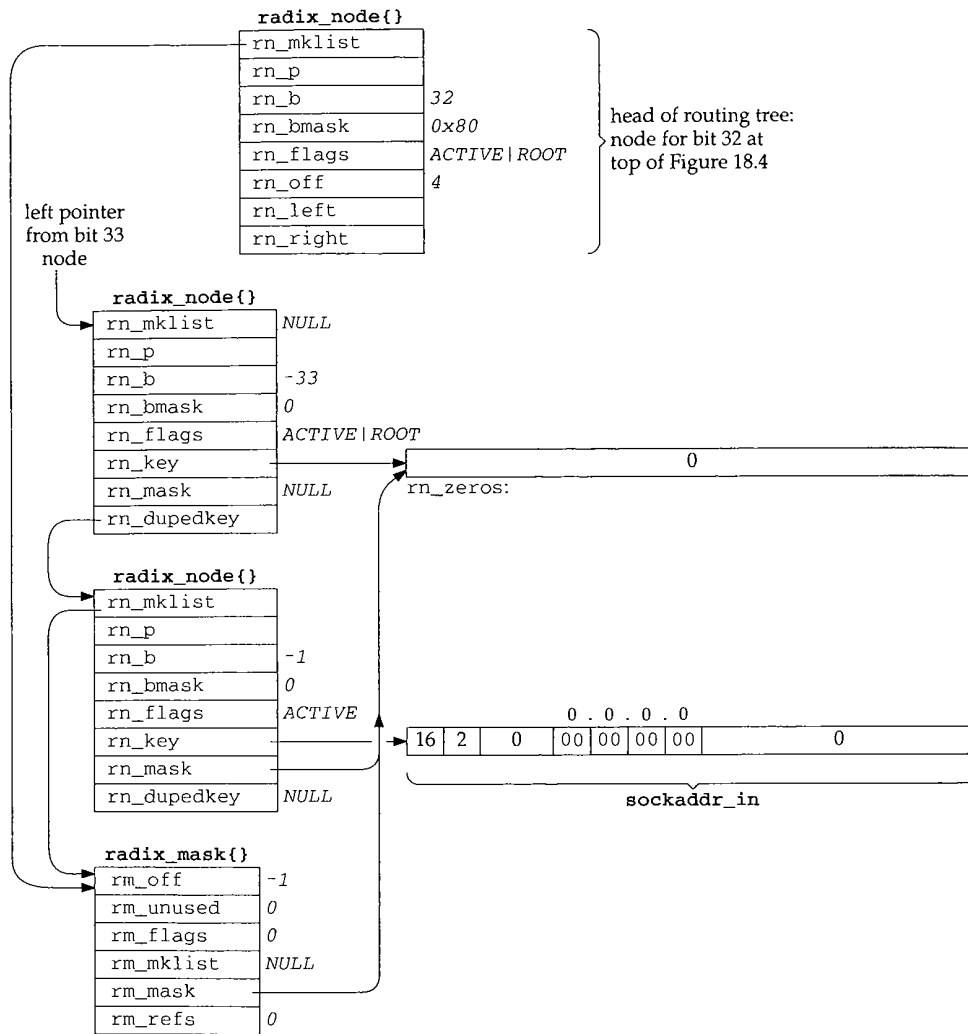 radix_node{}
rn_mklist
rn_p
rn_b 32
rn_bmask 0x80
rn_flags ACTIVE|ROOT
rn_off 4
rn_left
rn_right
head of routing tree:
node for bit 32 at
top of Figure 18.4
left pointer
from bit 33
node
radix_node{}
rn_mklist NULL
rn_p
rn_b -33
rn_bmask 0
rn_flags ACTIVE|ROOT
rn_key
rn_mask NULL
rn_dupedkey
0
rn_zeros:
radix_node{}
rn_mklist
rn_p
rn_b -1
rn_bmask 0
rn_flags ACTIVE
rn_key
rn_mask
rn_dupedkey NULL
0 . 0 . 0 . 0
16 2 0 00 00 00 00 0
sockaddr_in
radix_mask{}
rm_off -1
rm_unused 0
rm_flags 0
rm_mklist NULL
rm_mask
rm_refs 0